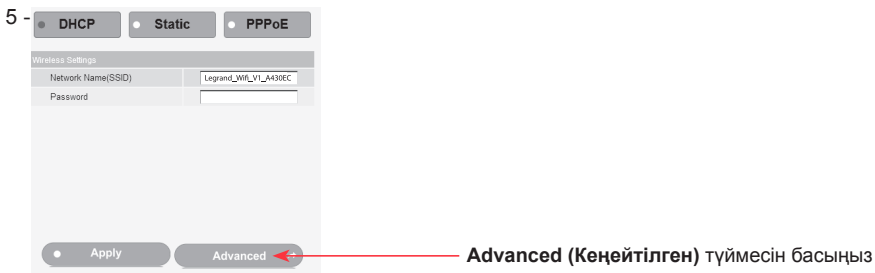 5 -
DHCP Static PPPoE
Wireless Settings
Network Name(SSID) Legrand_Wifi_V1_A430EC
Password
Apply Advanced
Advanced (Кеңейтілген) түймесін басыңыз